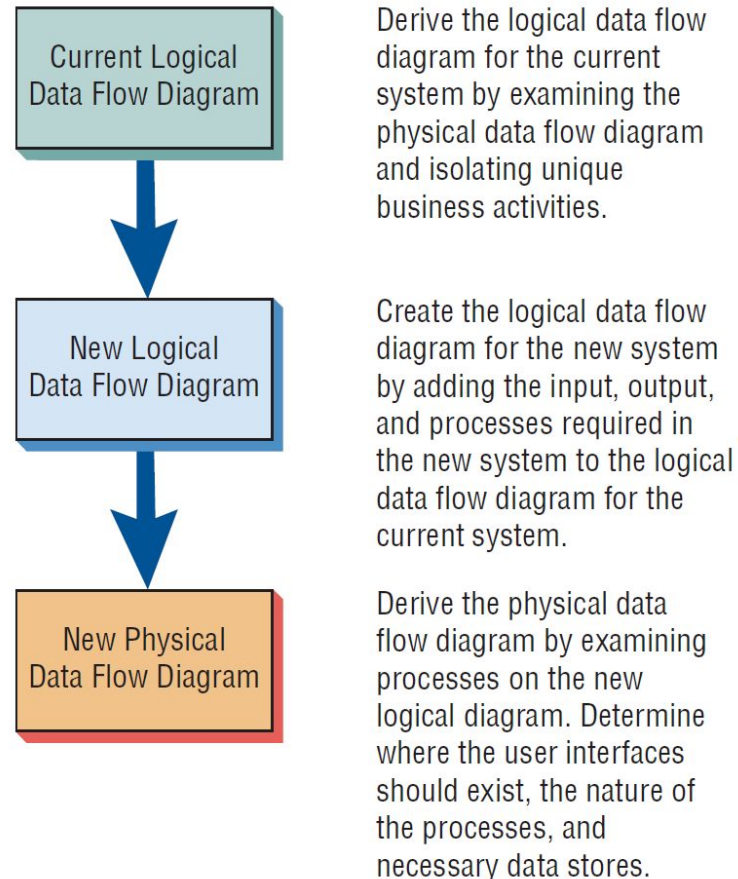 Current Logical
Data Flow Diagram
Derive the logical data flow
diagram for the current
system by examining the
physical data flow diagram
and isolating unique
business activities.
New Logical
Data Flow Diagram
Create the logical data flow
diagram for the new system
by adding the input, output,
and processes required in
the new system to the logical
data flow diagram for the
current system.
New Physical
Data Flow Diagram
Derive the physical data
flow diagram by examining
processes on the new
logical diagram. Determine
where the user interfaces
should exist, the nature of
the processes, and
necessary data stores.